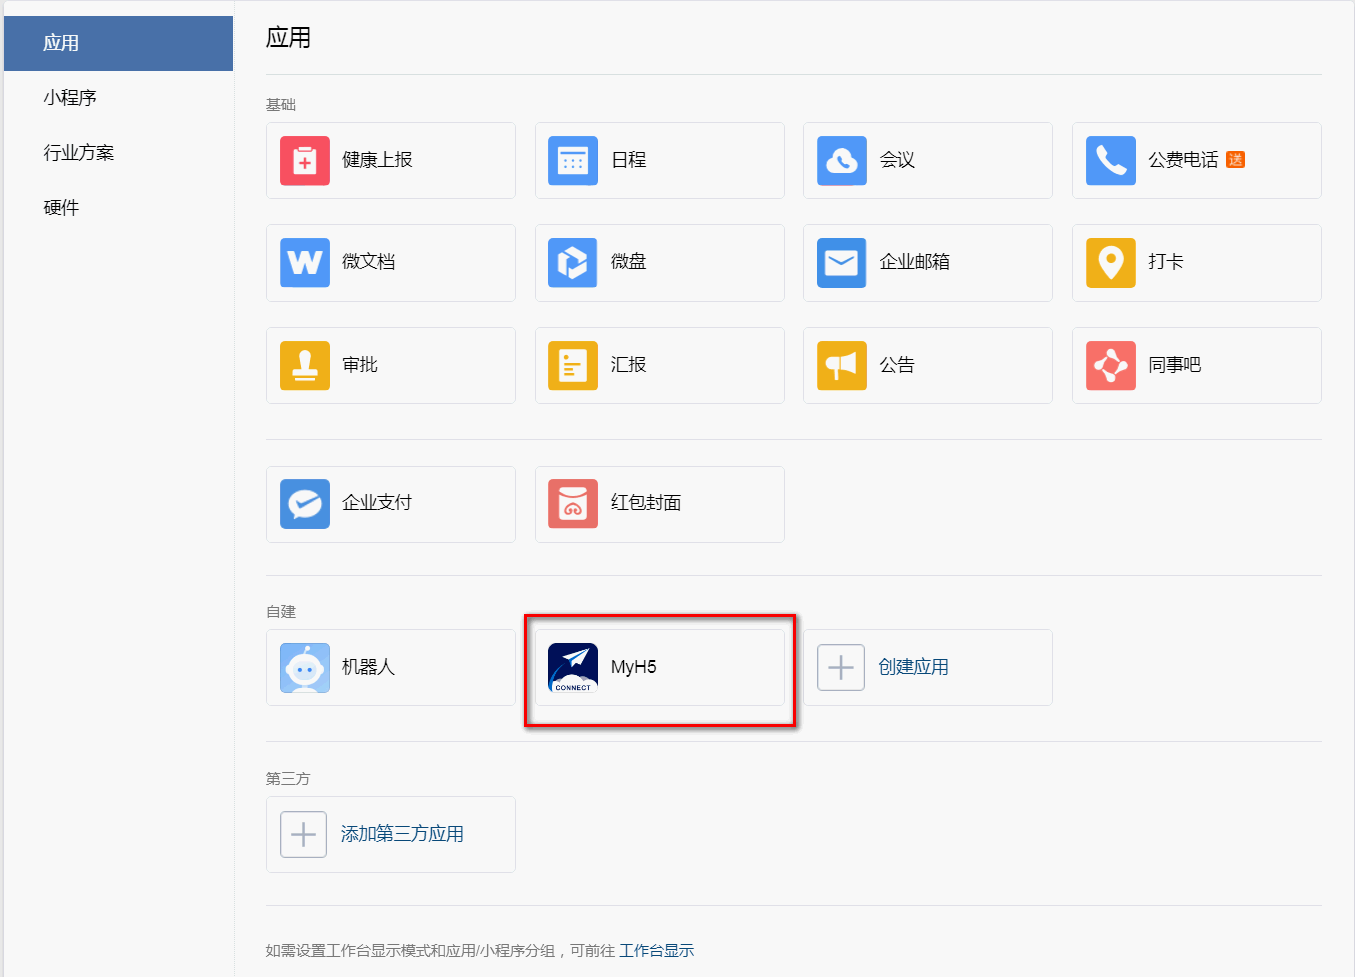 应用
小程序
行业方案
硬件
应用
基础
健康上报
日程
会议
公费电话 送
微文档
微盘
企业邮箱
打卡
审批
汇报
公告
同事吧
企业支付
红包封面
自建
机器人
CONNECT
MyH5
创建应用
第三方
添加第三方应用
如需设置工作台显示模式和应用/小程序分组，可前往 工作台显示